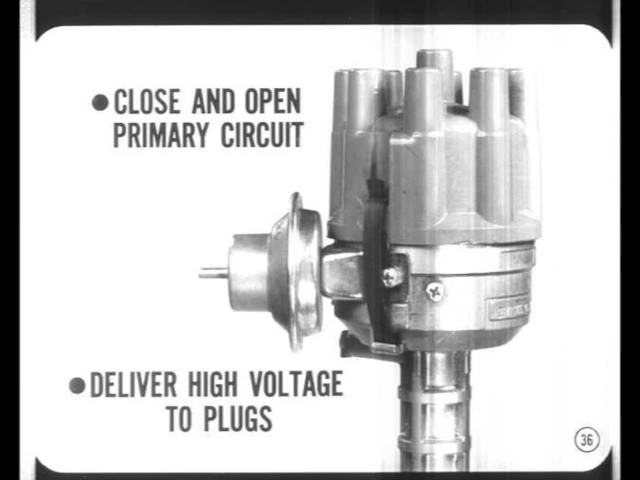 ● CLOSE AND OPEN
PRIMARY CIRCUIT
● DELIVER HIGH VOLTAGE
TO PLUGS
36